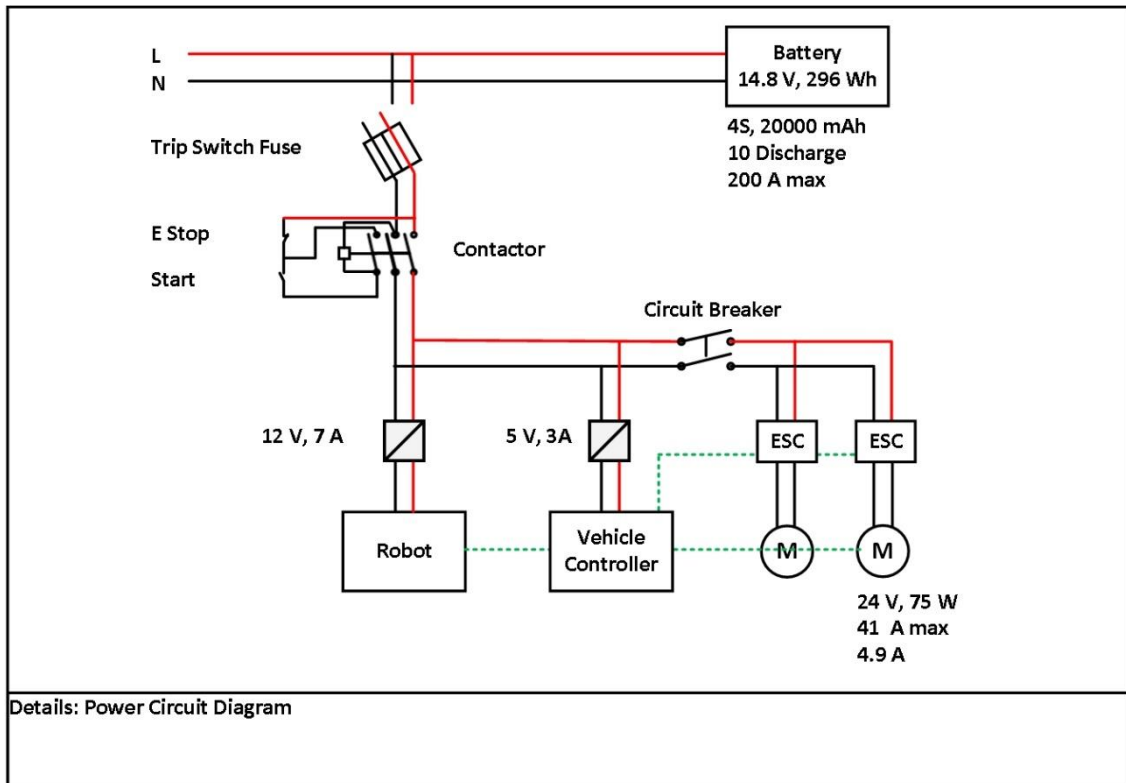 L
N
Battery
14.8 V, 296 Wh
4S, 20000 mAh
10 Discharge
200 A max
Trip Switch Fuse
E Stop
Start
Contactor
Circuit Breaker
12 V, 7 A
5 V, 3A
ESC
ESC
Robot
Vehicle
Controller
M
M
24 V, 75 W
41 A max
4.9 A
Details: Power Circuit Diagram